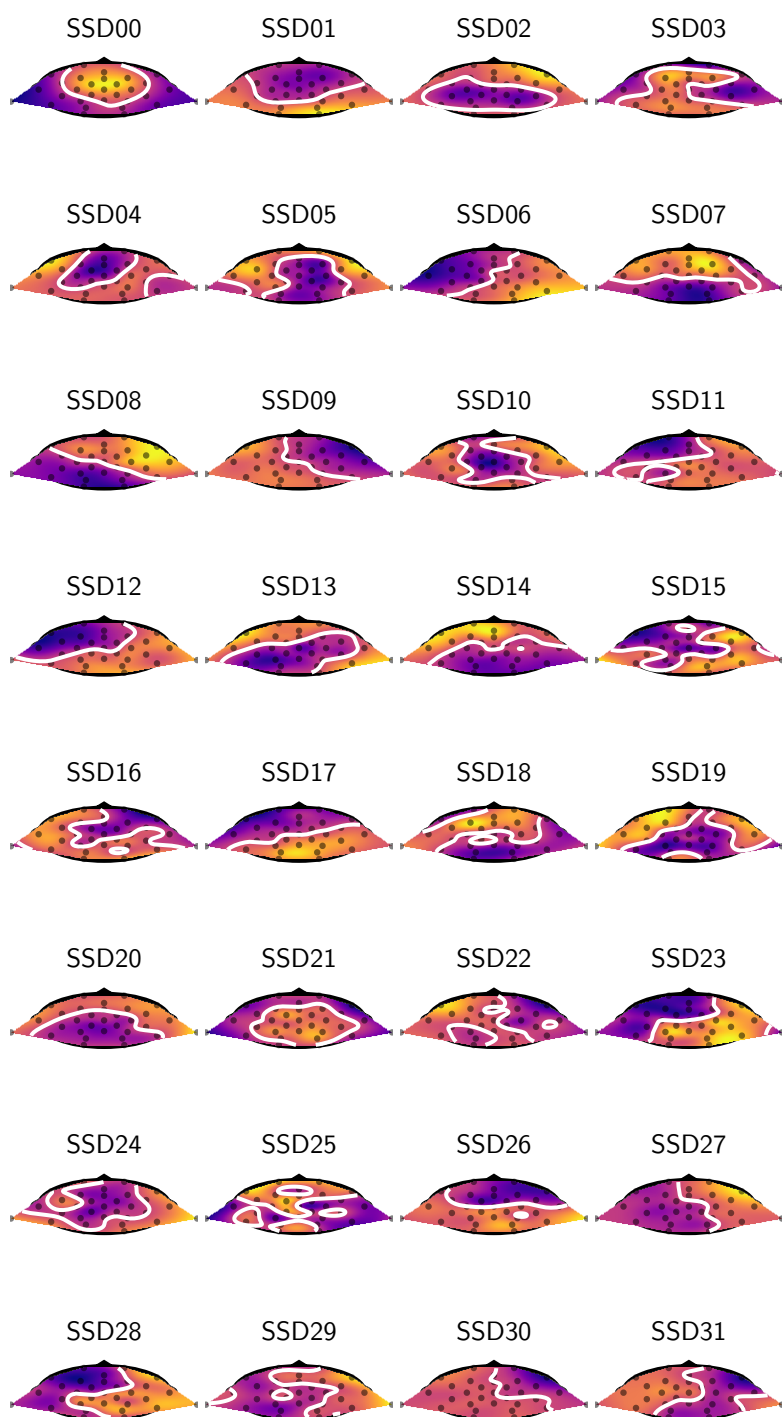 SSD00 SSD01 SSD02 SSD03
SSD04 SSD05 SSD06 SSD07
SSD08 SSD09 SSD10 SSD11
SSD12 SSD13 SSD14 SSD15
SSD16 SSD17 SSD18 SSD19
SSD20 SSD21 SSD22 SSD23
SSD24 SSD25 SSD26 SSD27
SSD28 SSD29 SSD30 SSD31